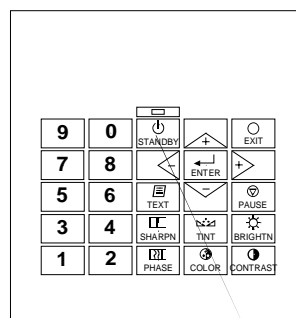 9 0 STANDBY + EXIT
7 8 - ENTER +
5 6 TEXT - PAUSE
3 4 SHARPN TINT BRIGHTN
1 2 PHASE COLOR CONTRAST